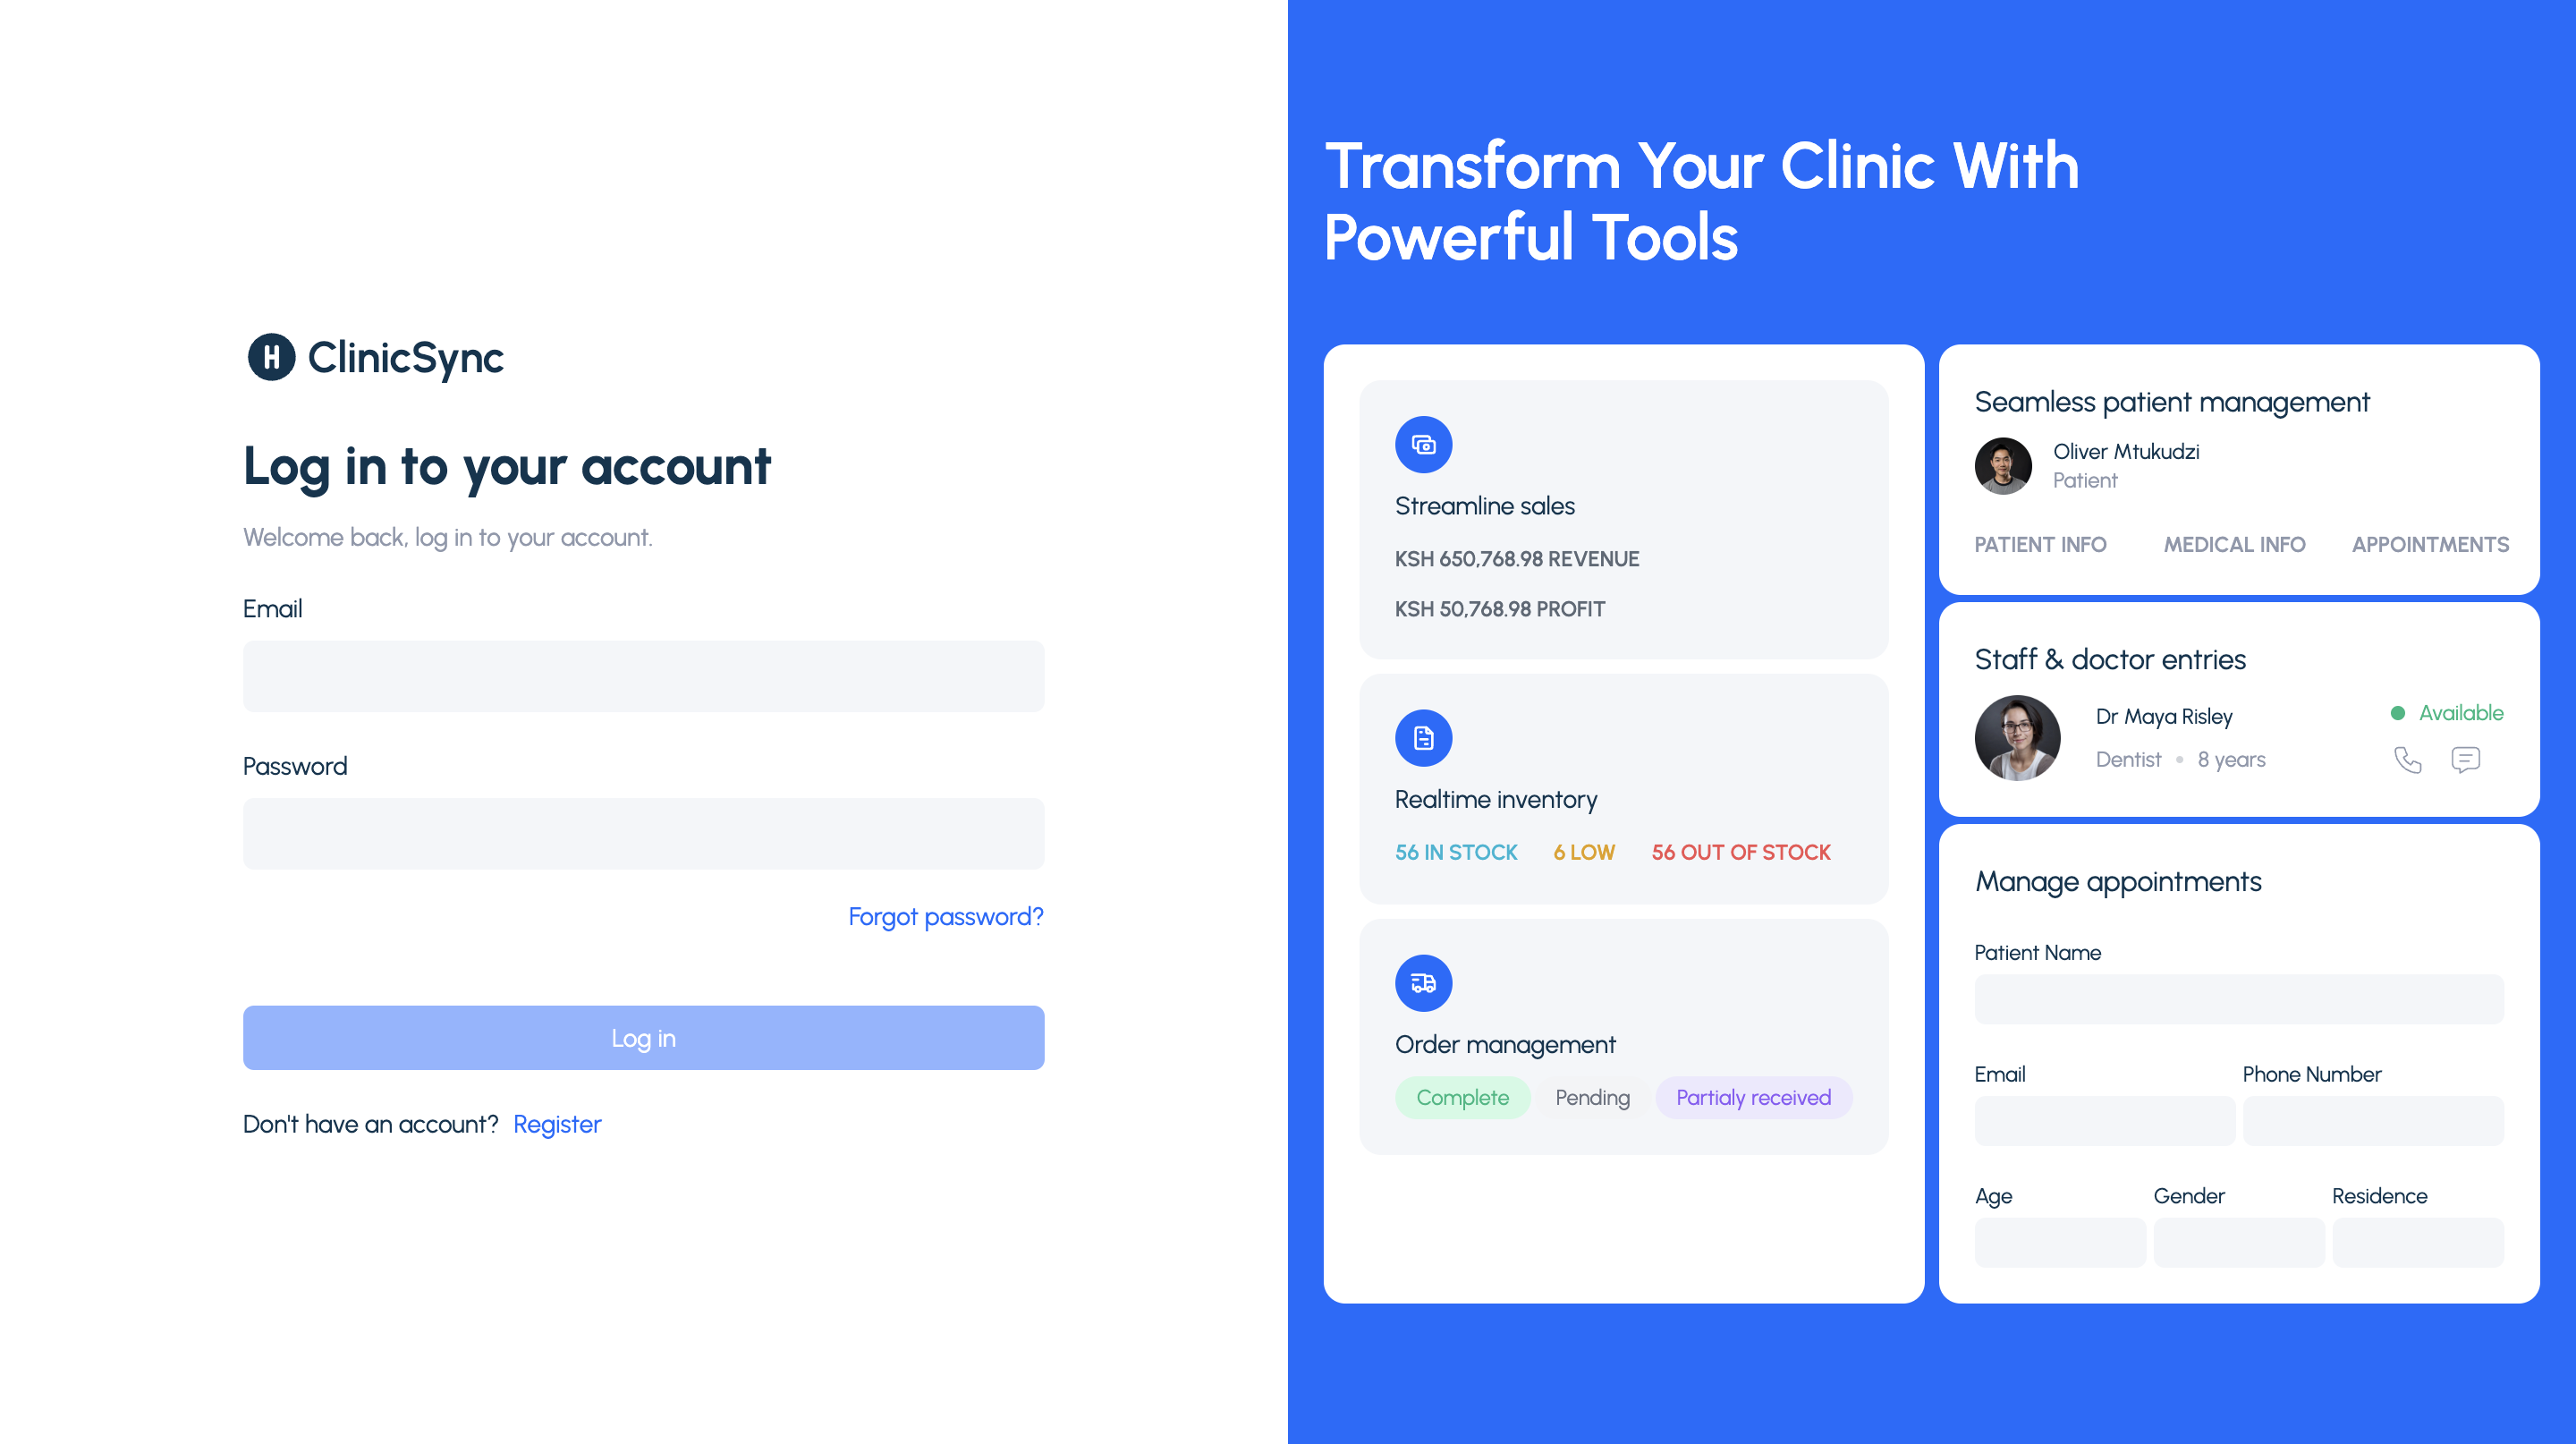 H ClinicSync
Log in to your account
Welcome back, log in to your account.
Email
Password
Forgot password?
Log in
Don't have an account? Register
Transform Your Clinic With
Powerful Tools
Streamline sales
KSH 650,768.98 REVENUE
KSH 50,768.98 PROFIT
Realtime inventory
56 IN STOCK 6 LOW 56 OUT OF STOCK
Order management
Complete Pending Partialy received
Seamless patient management
Oliver Mtukudzi
Patient
PATIENT INFO MEDICAL INFO APPOINTMENTS
Staff & doctor entries
Dr Maya Risley
Available
Dentist • 8 years
Manage appointments
Patient Name
Email Phone Number
Age Gender Residence